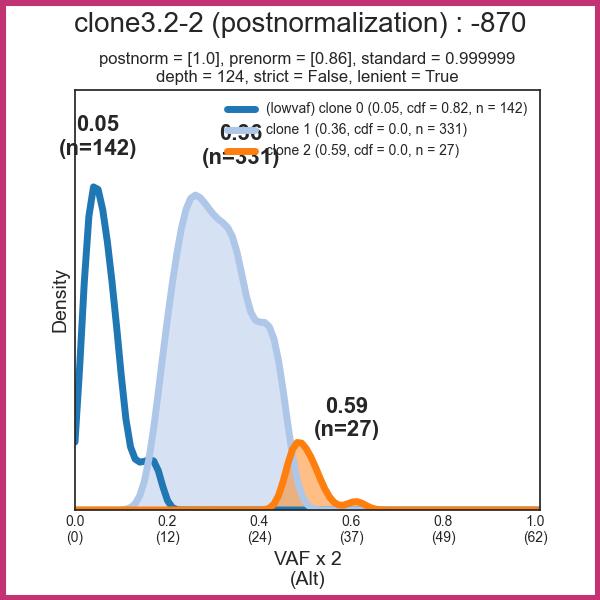 clone3.2-2 (postnormalization) : -870
postnorm = [1.0], prenorm = [0.86], standard = 0.999999
depth = 124, strict = False, lenient = True
(lowvaf) clone 0 (0.05, cdf = 0.82, n = 142)
clone 1 (0.36, cdf = 0.0, n = 331)
clone 2 (0.59, cdf = 0.0, n = 27)
0.05
(n=142)
0.36
(n=331)
0.59
(n=27)
Density
0.0 0.2 0.4 0.6 0.8 1.0
(0) (12) (24) (37) (49) (62)
VAF x 2
(Alt)